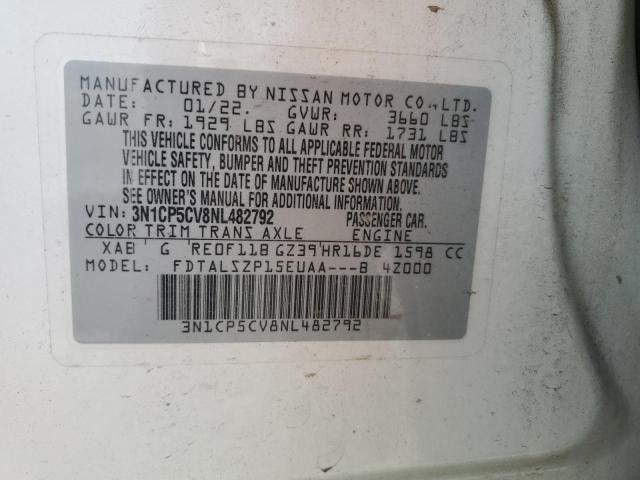 MANUFACTURED BY NISSAN MOTOR CO.,LTD.
DATE: 01/22. GVWR: 3660 LBS
GAWR FR: 1929 LBS GAWR RR: 1731 LBS
THIS VEHICLE CONFORMS TO ALL APPLICABLE FEDERAL MOTOR
VEHICLE SAFETY, BUMPER AND THEFT PREVENTION STANDARDS
IN EFFECT ON THE DATE OF MANUFACTURE SHOWN ABOVE.
SEE OWNER'S MANUAL FOR ADDITIONAL INFORMATION.
VIN: 3N1CP5CV8NL482792 PASSENGER CAR.
COLOR TRIM TRANS AXLE ENGINE
XAB G RE0F11B GZ39 HR16DE 1598 CC
MODEL: FDTALSZP15EUAA---B 4Z000
3N1CP5CV8NL482792